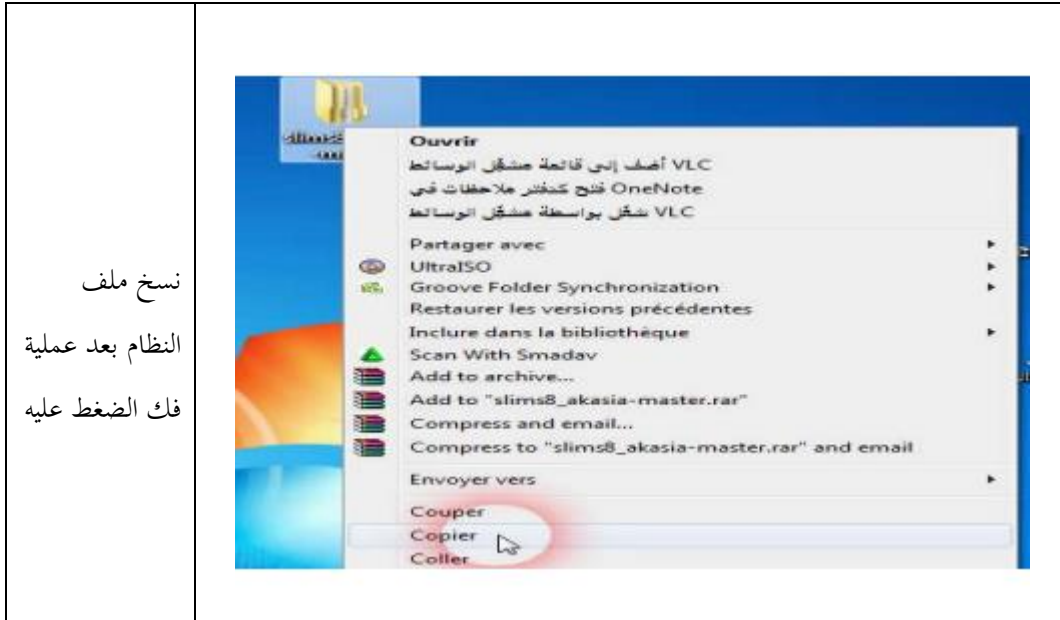 نسخ ملف
النظام بعد عملية
فك الضغط عليه
Ouvrir
أضف إلى قائمة مشغّل الوسائط VLC
فتح كدفتر ملاحظات في OneNote
شغّل بواسطة مشغّل الوسائط VLC
Partager avec
UltraISO
Groove Folder Synchronization
Restaurer les versions précédentes
Inclure dans la bibliothèque
Scan With Smadav
Add to archive...
Add to "slims8_akasia-master.rar"
Compress and email...
Compress to "slims8_akasia-master.rar" and email
Envoyer vers
Couper
Copier
Coller